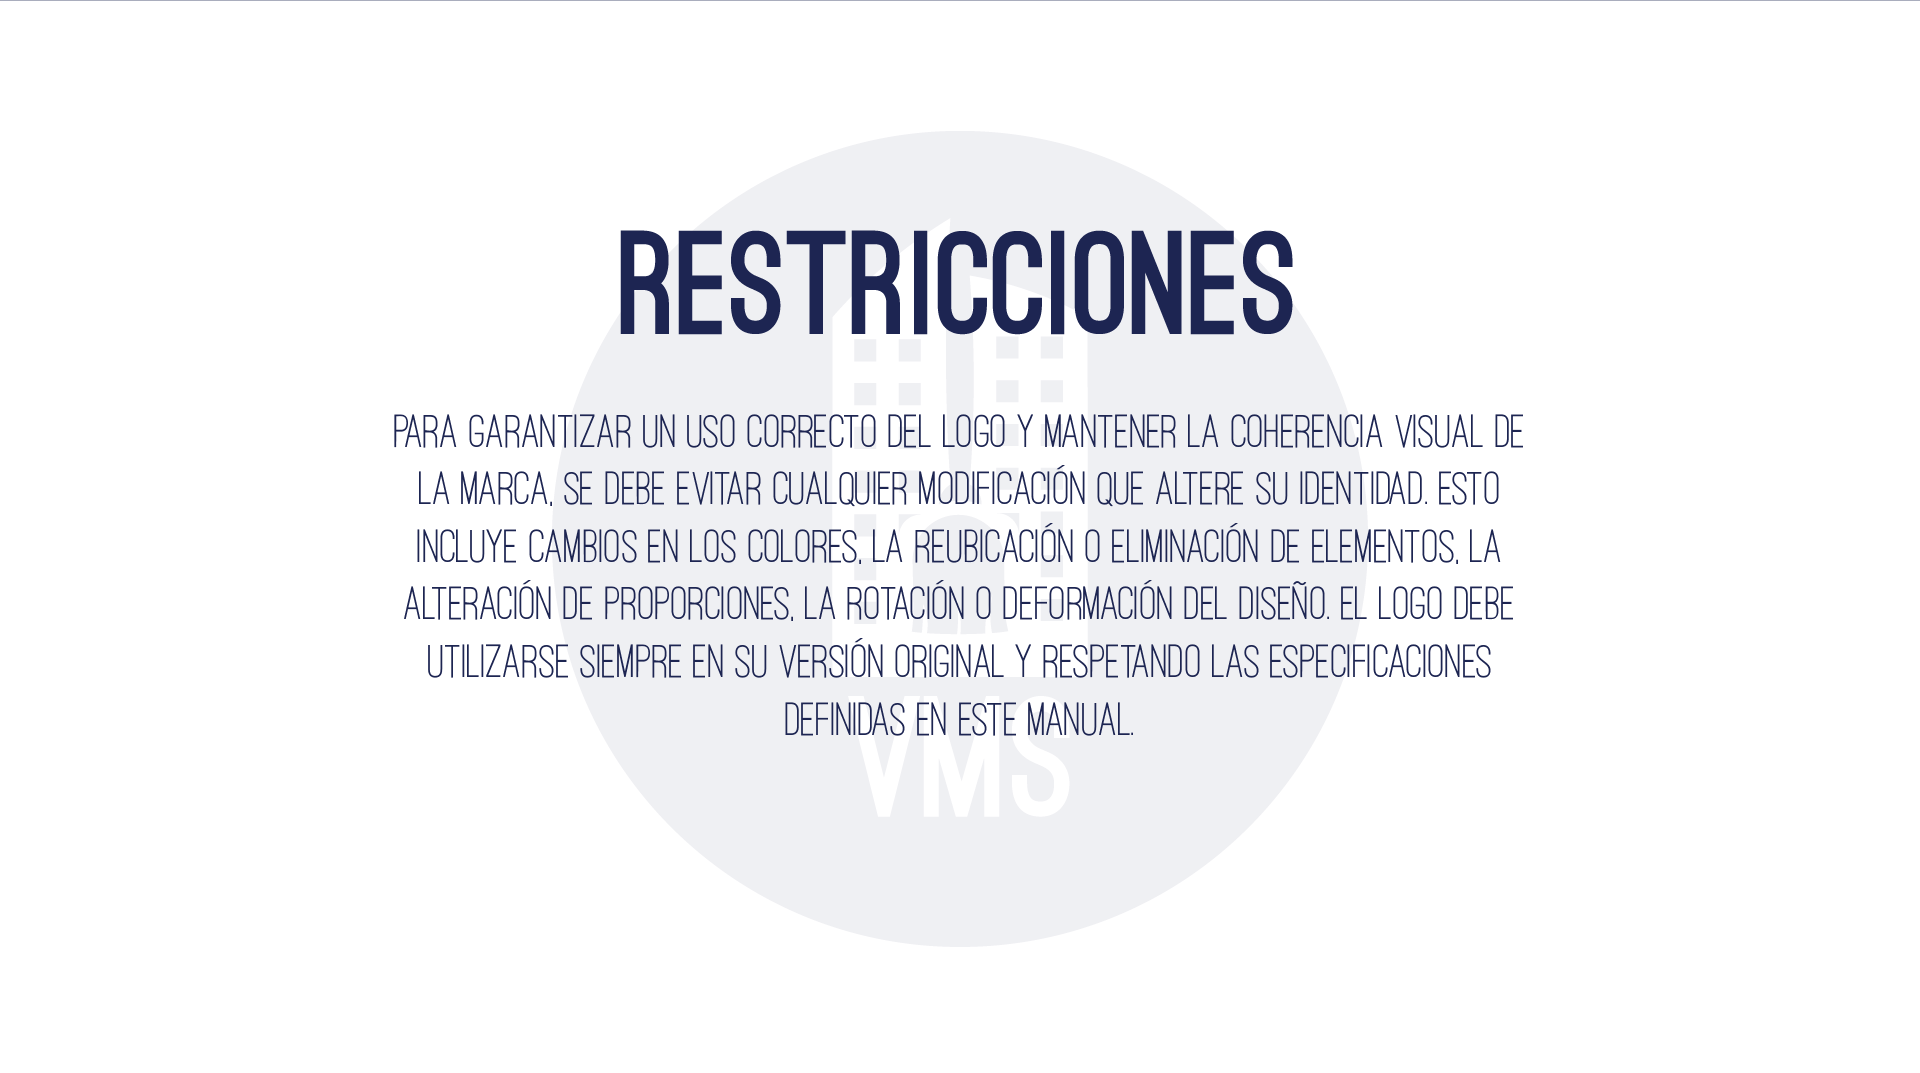 RESTRICCIONES
PARA GARANTIZAR UN USO CORRECTO DEL LOGO Y MANTENER LA COHERENCIA VISUAL DE
LA MARCA, SE DEBE EVITAR CUALQUIER MODIFICACIÓN QUE ALTERE SU IDENTIDAD. ESTO
INCLUYE CAMBIOS EN LOS COLORES, LA REUBICACIÓN O ELIMINACIÓN DE ELEMENTOS, LA
ALTERACIÓN DE PROPORCIONES, LA ROTACIÓN O DEFORMACIÓN DEL DISEÑO. EL LOGO DEBE
UTILIZARSE SIEMPRE EN SU VERSIÓN ORIGINAL Y RESPETANDO LAS ESPECIFICACIONES
DEFINIDAS EN ESTE MANUAL.
VMS